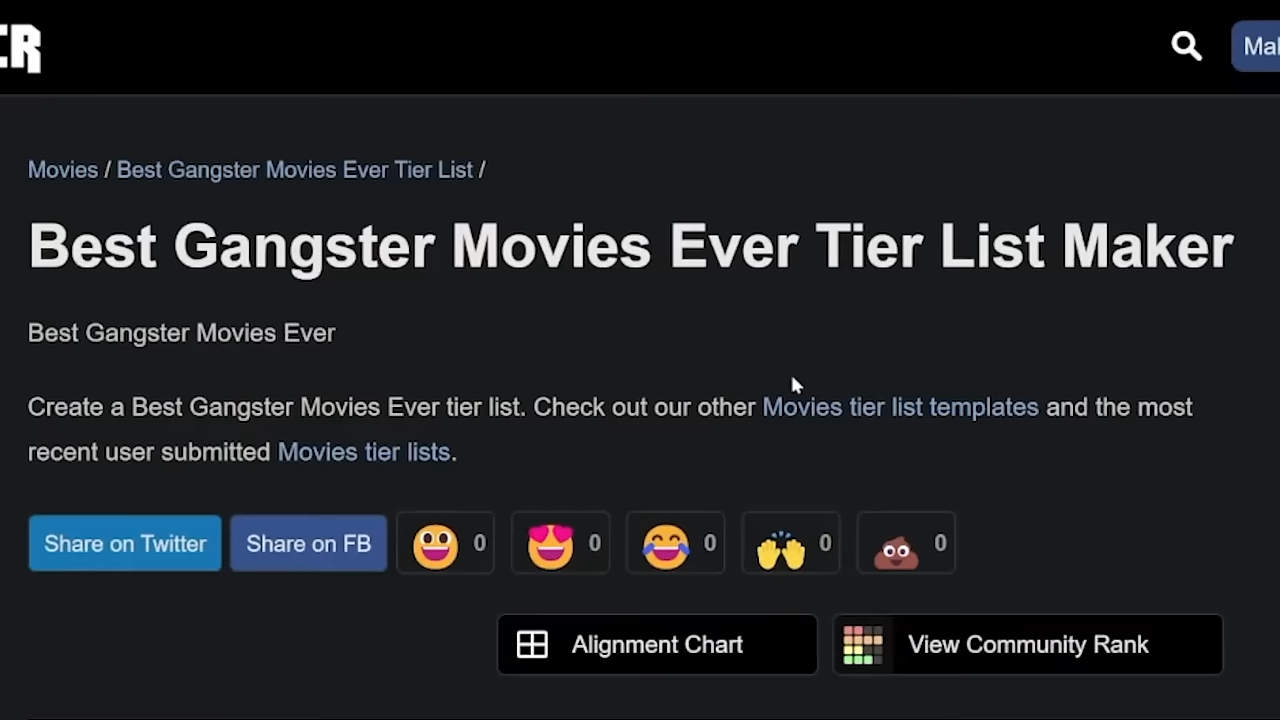 Movies / Best Gangster Movies Ever Tier List /
Best Gangster Movies Ever Tier List Maker
Best Gangster Movies Ever
Create a Best Gangster Movies Ever tier list. Check out our other Movies tier list templates and the most
recent user submitted Movies tier lists.
Share on Twitter Share on FB 0 0 0 0 0
Alignment Chart View Community Rank